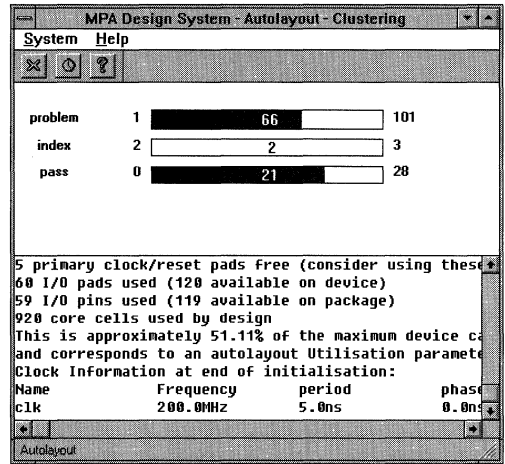 MPA Design System - Autolayout - Clustering
System Help
?
problem 1 66 101
index 2 2 3
pass 0 21 28
5 primary clock/reset pads free (consider using these
60 I/O pads used (120 available on device)
59 I/O pins used (119 available on package)
920 core cells used by design
This is approximately 51.11% of the maximum device ca
and corresponds to an autolayout Utilisation paramete
Clock Information at end of initialisation:
Name Frequency period phase
clk 200.0MHz 5.0ns 0.0ns
Autolayout